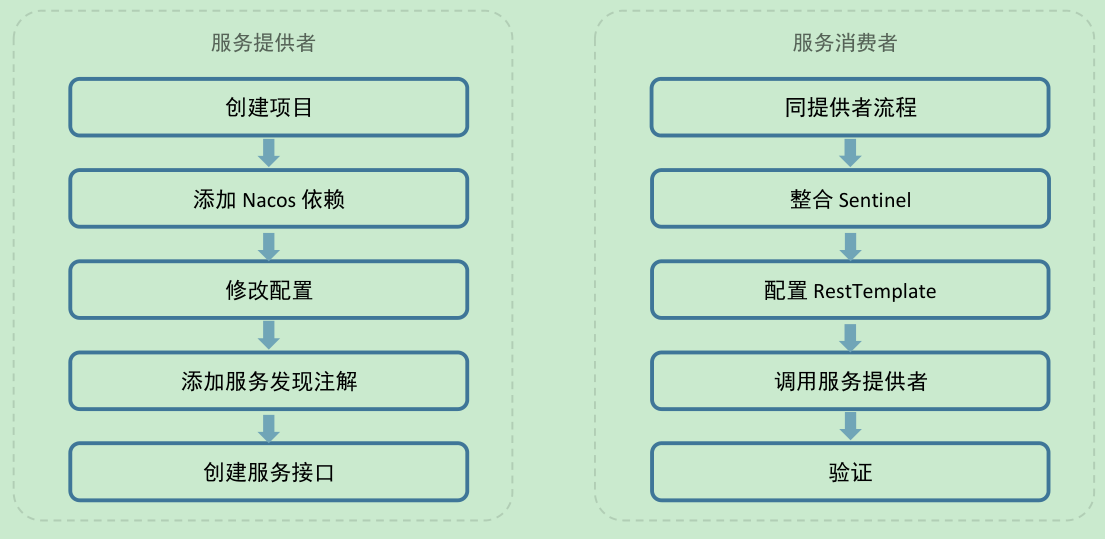 服务提供者
创建项目
添加 Nacos 依赖
修改配置
添加服务发现注解
创建服务接口
服务消费者
同提供者流程
整合 Sentinel
配置 RestTemplate
调用服务提供者
验证